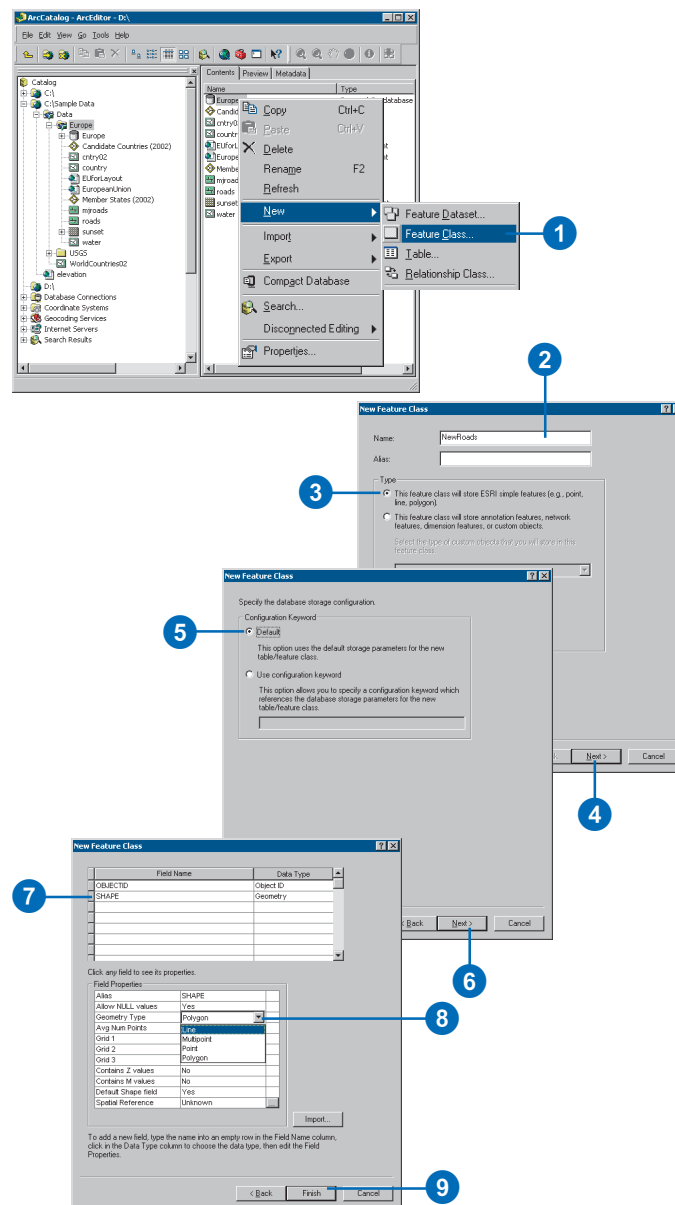 ArcCatalog - ArcEditor - D:\
File Edit View Go Tools Help
Catalog
C:\
C:\Sample Data
Data
Europe
Europe
Candidate Countries (2002)
cntry02
country
EUforLayout
EuropeanUnion
Member States (2002)
mjroads
roads
sunset
water
USGS
WorldCountries02
elevation
D:\
Database Connections
Coordinate Systems
Geocoding Services
Internet Servers
Search Results
Contents Preview Metadata
Name Type
Europe
database
Candid
cntry0
countr
EUforL
Europe
Membe
mjroad
roads
sunset
water
Copy Ctrl+C
Paste Ctrl+V
Delete
Rename F2
Refresh
New
Import
Export
Compact Database
Search...
Disconnected Editing
Properties...
Feature Dataset...
Feature Class...
Table...
Relationship Class...
1
2
New Feature Class
Name: NewRoads
Alias:
Type
3
This feature class will store ESRI simple features (e.g., point,
line, polygon).
This feature class will store annotation features, network
features, dimension features, or custom objects.
Select the type of custom objects that you will store in this
feature class.
Next > Cancel
4
New Feature Class
Specify the database storage configuration.
Configuration Keyword
5
Default
This option uses the default storage parameters for the new
table/feature class.
Use configuration keyword
This option allows you to specify a configuration keyword which
references the database storage parameters for the new
table/feature class.
< Back Next > Cancel
6
New Feature Class
Field Name Data Type
OBJECTID Object ID
7
SHAPE Geometry
Click any field to see its properties.
Field Properties
Alias SHAPE
Allow NULL values Yes
Geometry Type Polygon
8
Avg Num Points Line
Grid 1 Multipoint
Grid 2 Point
Grid 3 Polygon
Contains Z values No
Contains M values No
Default Shape field Yes
Spatial Reference Unknown
Import...
To add a new field, type the name into an empty row in the Field Name column,
click in the Data Type column to choose the data type, then edit the Field
Properties.
< Back Finish Cancel
9